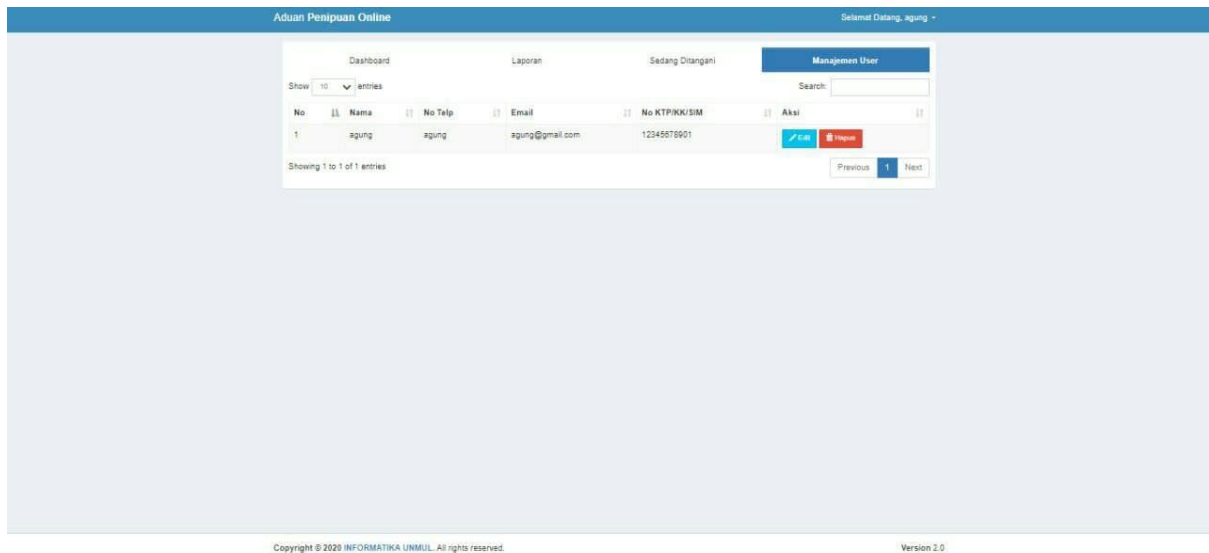 Aduan Penipuan Online Selamat Datang, agung
Dashboard Laporan Sedang Ditangani Manajemen User
Show 10 entries Search:
No Nama No Telp Email No KTP/KK/SIM Aksi
1 agung agung agung@gmail.com 12345678901 Edit Hapus
Showing 1 to 1 of 1 entries Previous 1 Next
Copyright © 2020 INFORMATIKA UNMUL. All rights reserved. Version 2.0